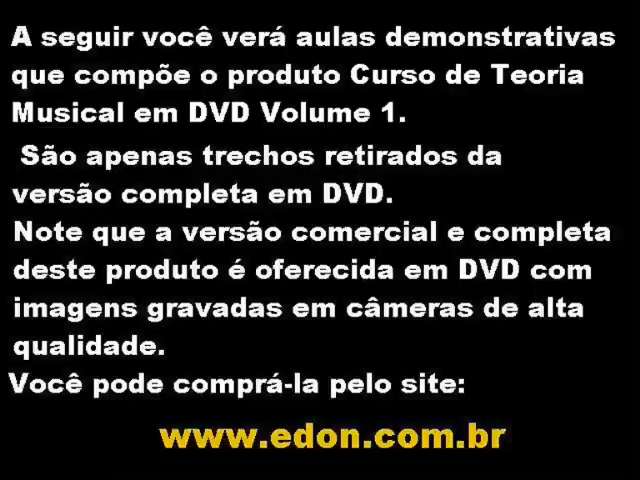 A seguir você verá aulas demonstrativas
que compõe o produto Curso de Teoria
Musical em DVD Volume 1.
São apenas trechos retirados da
versão completa em DVD.
Note que a versão comercial e completa
deste produto é oferecida em DVD com
imagens gravadas em câmeras de alta
qualidade.
Você pode comprá-la pelo site:
www.edon.com.br